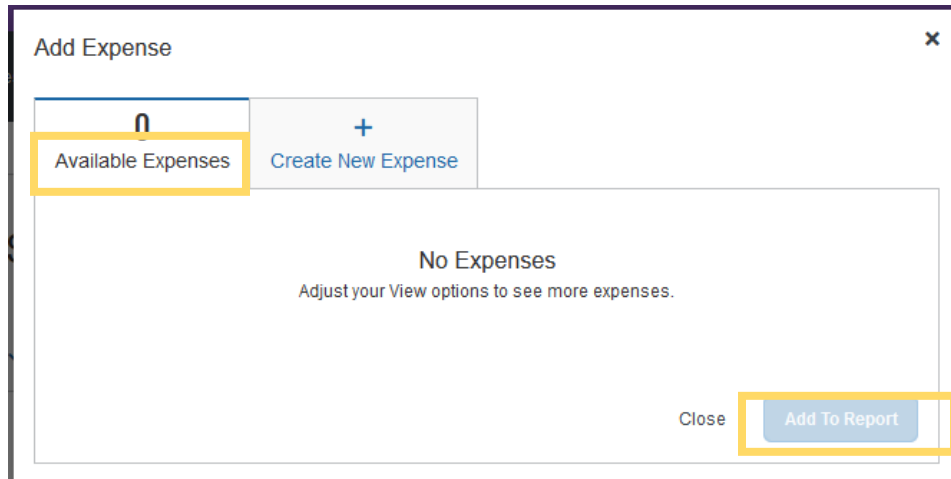 Add Expense
×
0
Available Expenses
+
Create New Expense
No Expenses
Adjust your View options to see more expenses.
Close
Add To Report